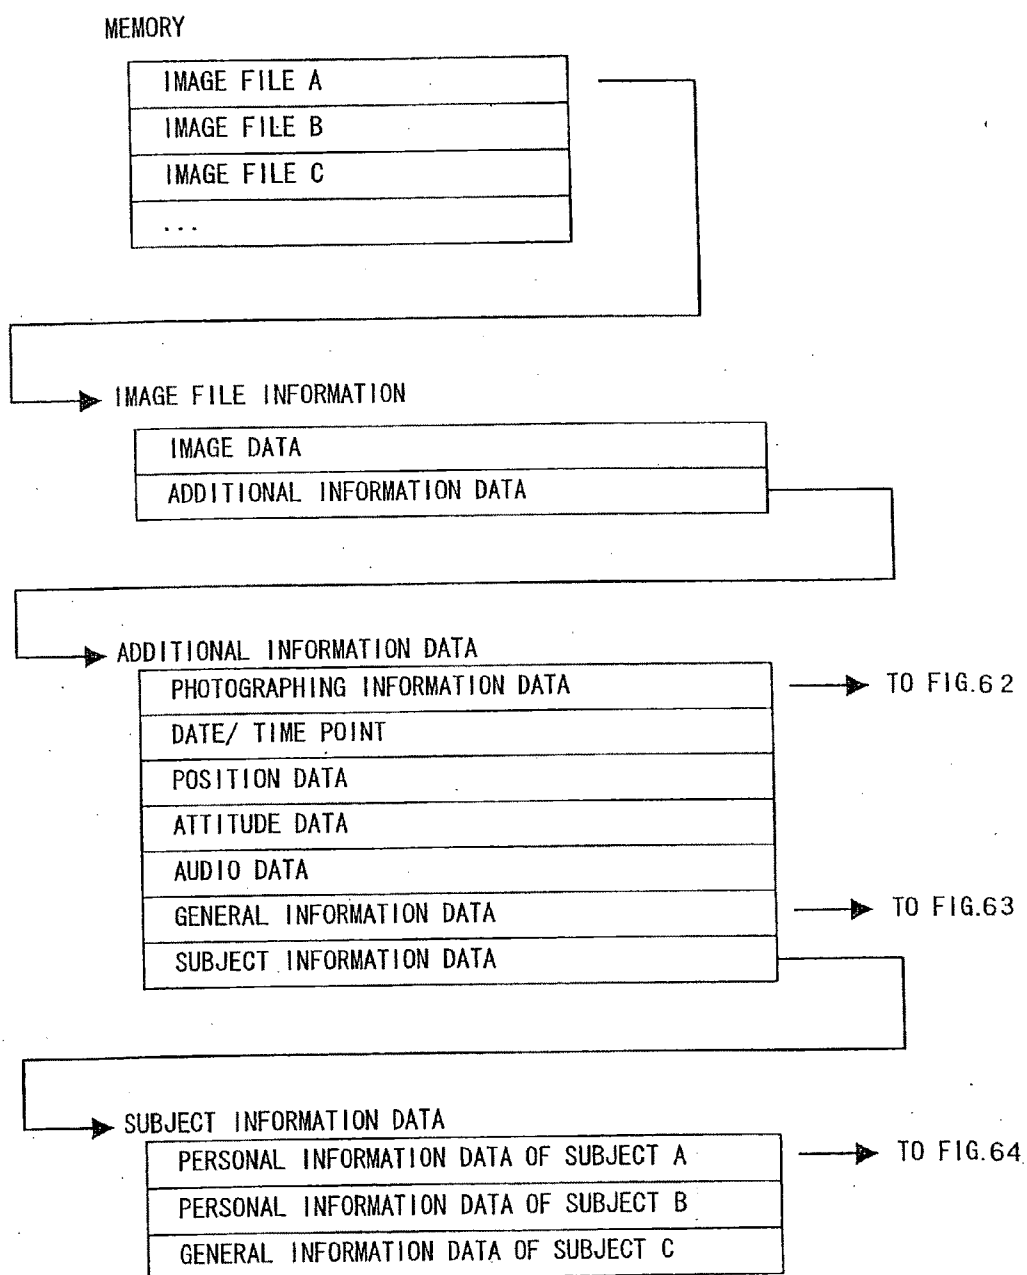 MEMORY
IMAGE FILE A
IMAGE FILE B
IMAGE FILE C
...
IMAGE FILE INFORMATION
IMAGE DATA
ADDITIONAL INFORMATION DATA
ADDITIONAL INFORMATION DATA
PHOTOGRAPHING INFORMATION DATA TO FIG.62
DATE/ TIME POINT
POSITION DATA
ATTITUDE DATA
AUDIO DATA
GENERAL INFORMATION DATA TO FIG.63
SUBJECT INFORMATION DATA
SUBJECT INFORMATION DATA
PERSONAL INFORMATION DATA OF SUBJECT A TO FIG.64
PERSONAL INFORMATION DATA OF SUBJECT B
GENERAL INFORMATION DATA OF SUBJECT C